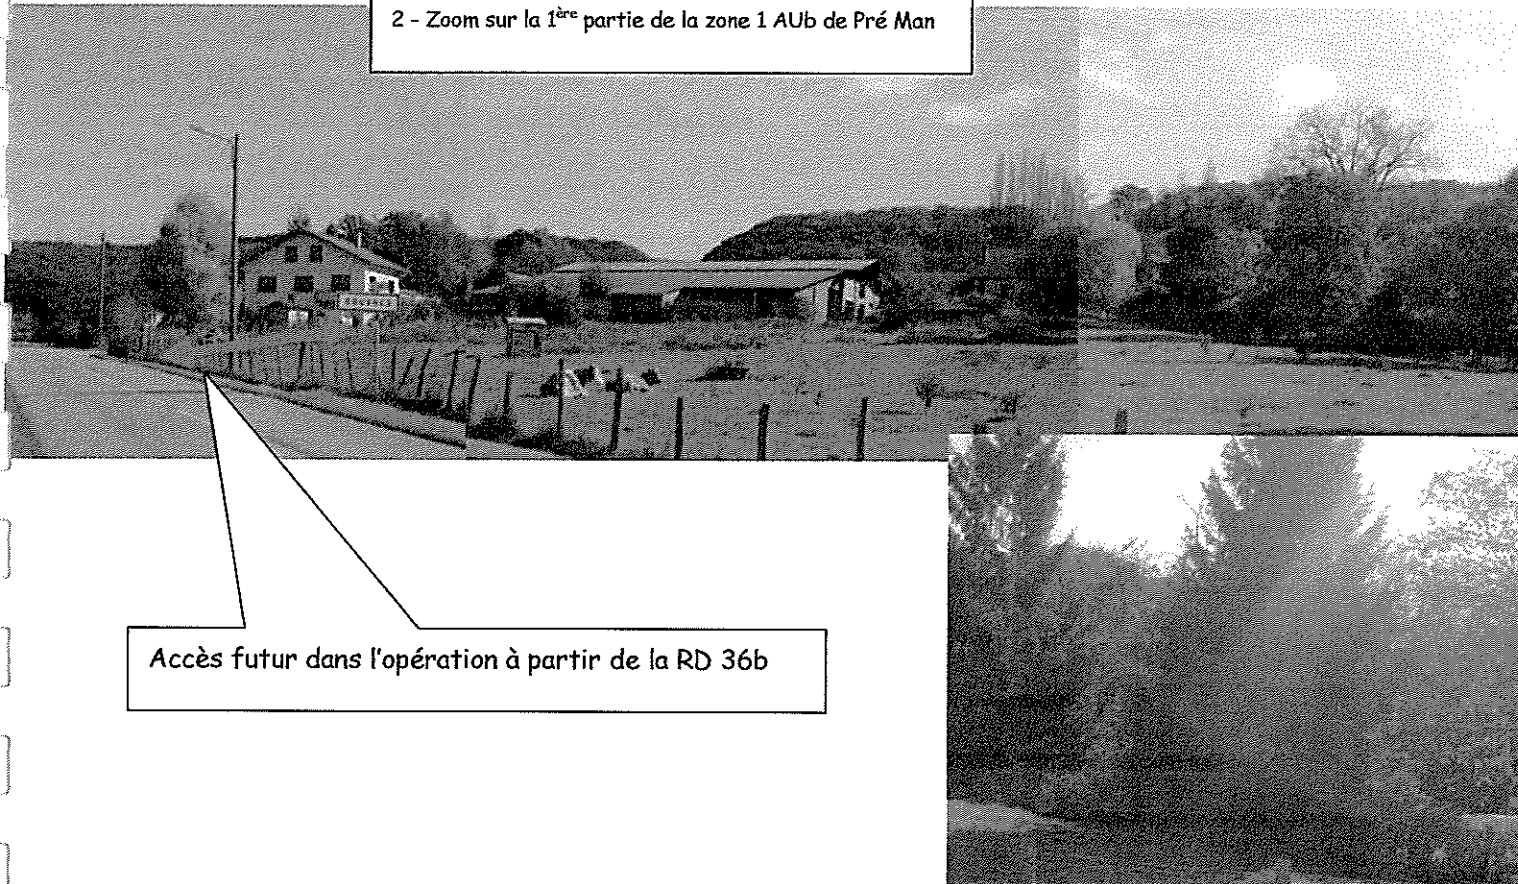 2 - Zoom sur la 1ère partie de la zone 1 AUb de Pré Man
Accès futur dans l'opération à partir de la RD 36b